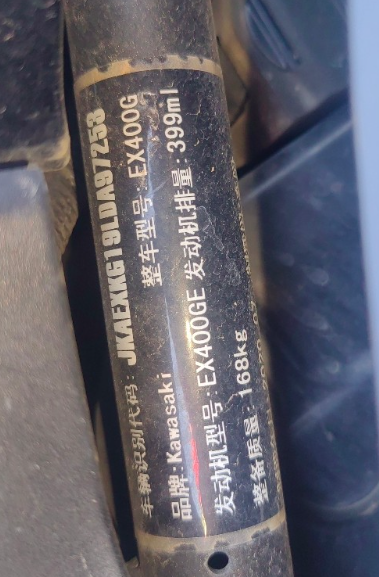 车辆识别代码: JKAEXKG19LDA97253
品牌:Kawasaki 整车型号: EX400G
发动机型号:EX400GE 发动机排量:399ml
整备质量: 168kg